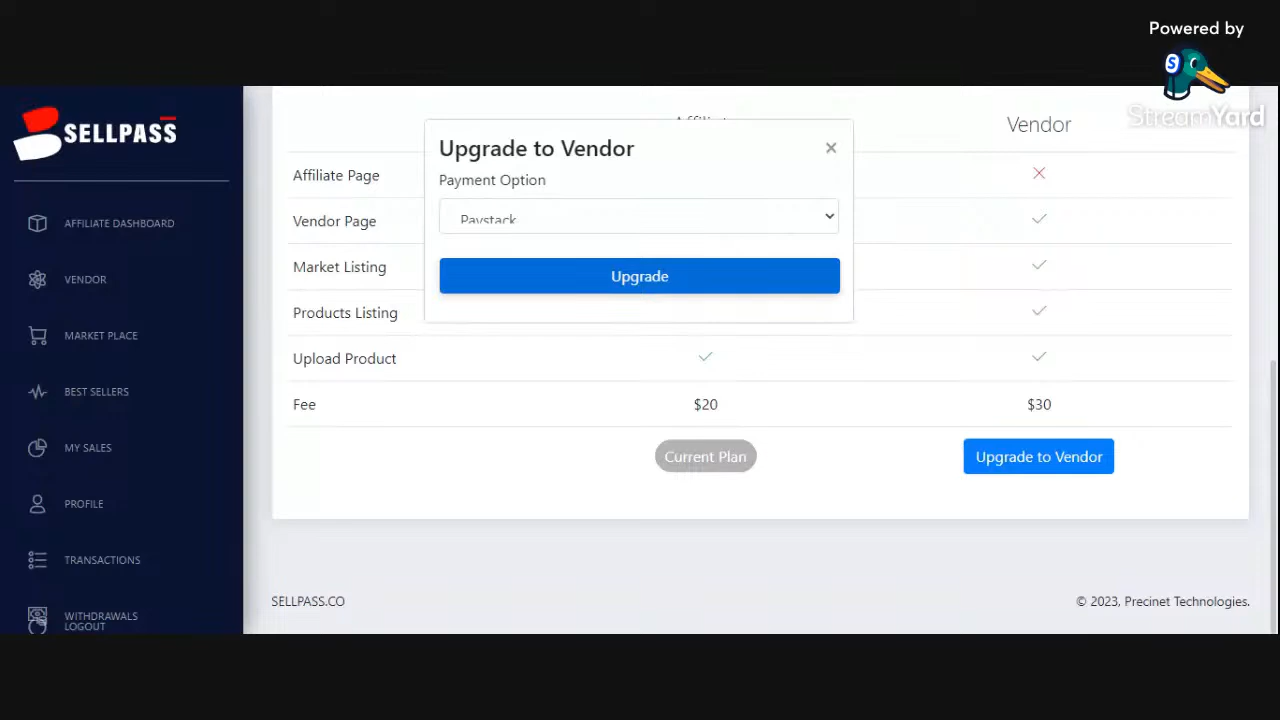 Powered by
S
StreamYard
SELLPASS
AFFILIATE DASHBOARD
VENDOR
MARKET PLACE
BEST SELLERS
MY SALES
PROFILE
TRANSACTIONS
WITHDRAWALS
LOGOUT
Affiliate
Vendor
Upgrade to Vendor
×
Payment Option
Paystack
Upgrade
Affiliate Page
Vendor Page
Market Listing
Products Listing
Upload Product
Fee $20 $30
Current Plan
Upgrade to Vendor
SELLPASS.CO
© 2023, Precinet Technologies.